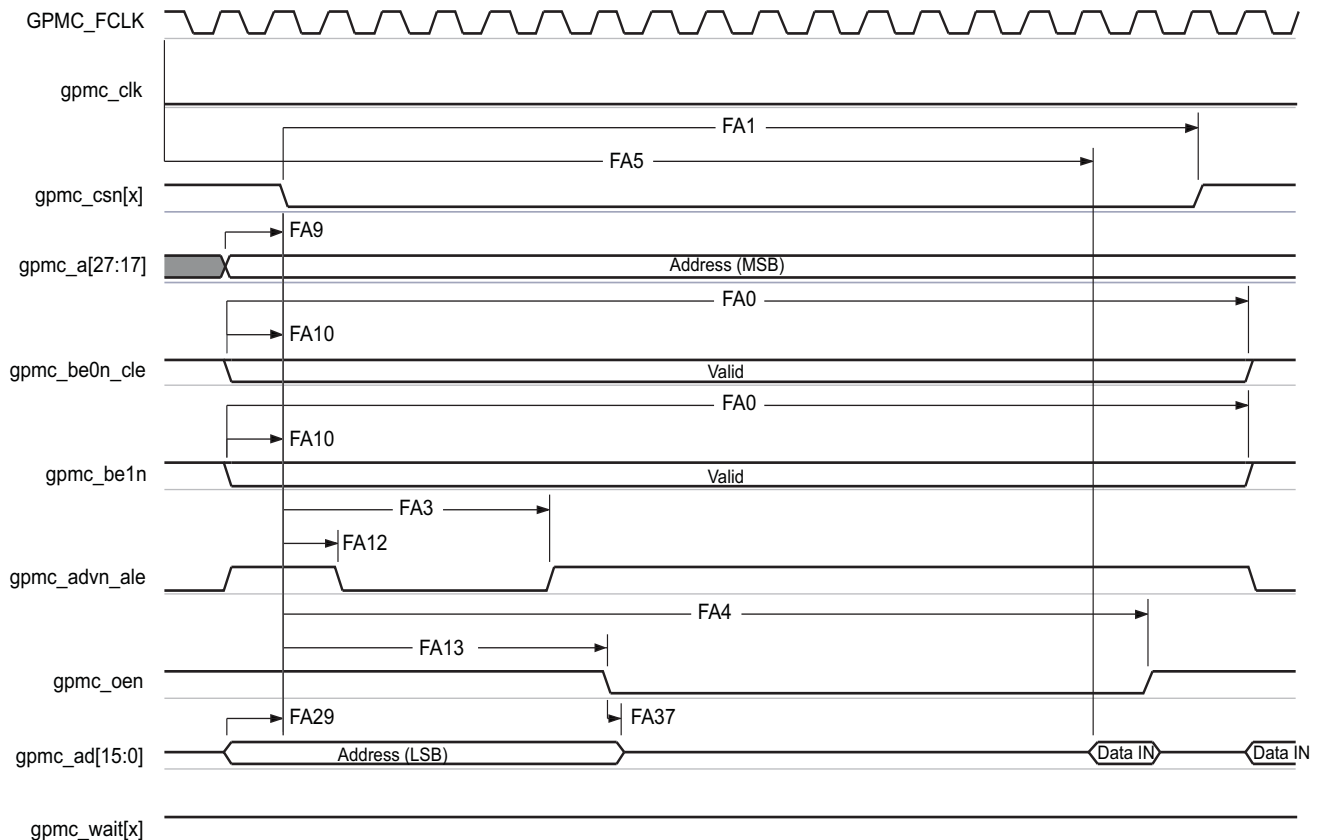 GPMC_FCLK
gpmc_clk
FA1
FA5
gpmc_csn[x]
FA9
gpmc_a[27:17]
Address (MSB)
FA0
FA10
gpmc_be0n_cle
Valid
FA0
FA10
gpmc_be1n
Valid
FA3
FA12
gpmc_advn_ale
FA4
FA13
gpmc_oen
FA29
FA37
gpmc_ad[15:0]
Address (LSB)
Data IN
Data IN
gpmc_wait[x]